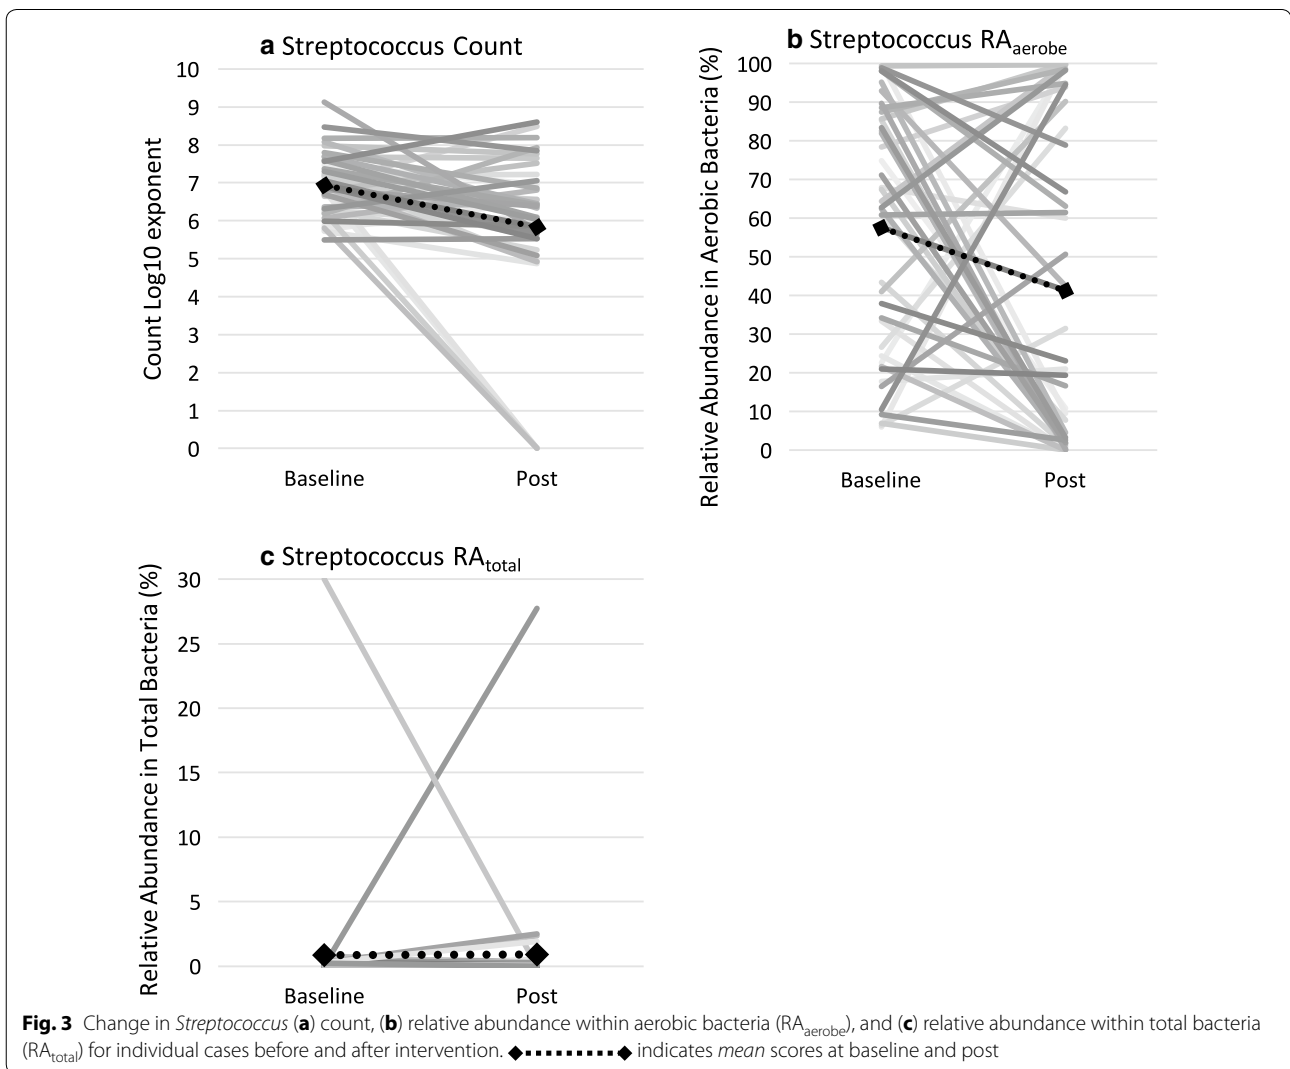 a Streptococcus Count
Count Log10 exponent
10
9
8
7
6
5
4
3
2
1
0
Baseline Post
b Streptococcus RAaerobe
Relative Abundance in Aerobic Bacteria (%)
100
90
80
70
60
50
40
30
20
10
0
Baseline Post
c Streptococcus RAtotal
Relative Abundance in Total Bacteria (%)
30
25
20
15
10
5
0
Baseline Post
Fig. 3 Change in Streptococcus (a) count, (b) relative abundance within aerobic bacteria (RAaerobe), and (c) relative abundance within total bacteria
(RAtotal) for individual cases before and after intervention. indicates mean scores at baseline and post